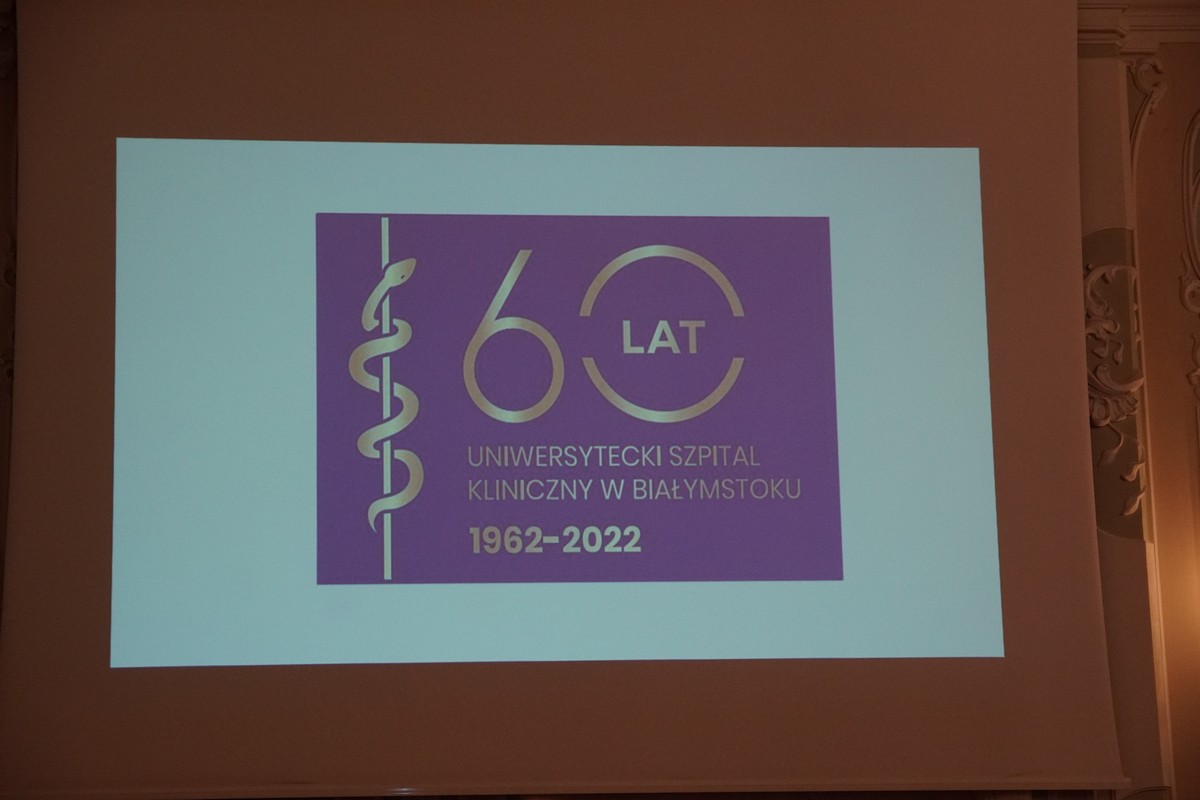 60 LAT
UNIWERSYTECKI SZPITAL
KLINICZNY W BIAŁYMSTOKU
1962-2022